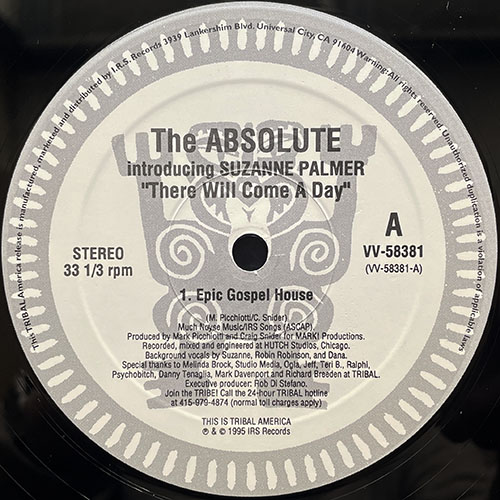 This TRIBAL America release is manufactured, marketed and distributed by I.R.S. Records 3939 Lankershim Blvd. Universal City, CA 91604 Warning: All rights reserved. Unauthorized duplication is a violation of applicable laws
The ABSOLUTE
introducing SUZANNE PALMER
"There Will Come A Day"
A
STEREO
VV-58381
33 1/3 rpm
(VV-58381-A)
1. Epic Gospel House
(M. Picchiotti/C. Snider)
Much Noyse Music/IRS Songs (ASCAP)
Produced by Mark Picchiotti and Craig Snider for MARK! Productions.
Recorded, mixed and engineered at HUTCH Studios, Chicago.
Background vocals by Suzanne, Robin Robinson, and Dana.
Special thanks to Melinda Brock, Studio Media, Ogla, Jeff, Teri B., Ralphi,
Psychobitch, Danny Tenaglia, Mark Davenport and Richard Breeden at TRIBAL.
Executive producer: Rob Di Stefano.
Join the TRIBE! Call the 24-hour TRIBAL hotline
at 415-979-4874 (normal toll charges apply)
THIS IS TRIBAL AMERICA
℗ & © 1995 IRS Records